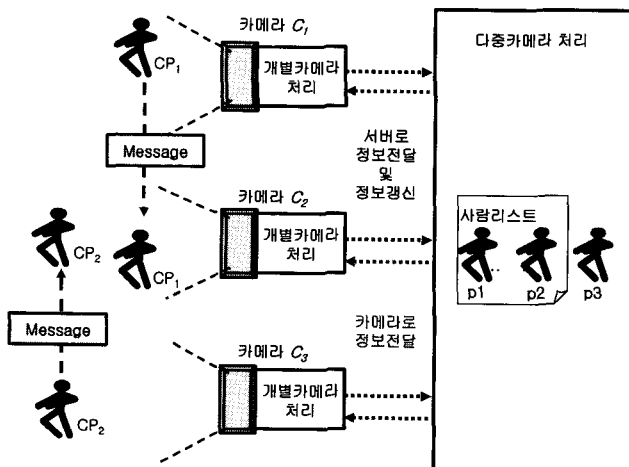 카메라 C₁
다중카메라 처리
CP₁
개별카메라
처리
Message
서버로
정보전달
및
정보갱신
카메라 C₂
개별카메라
처리
CP₂
CP₁
사람리스트
p1
..
p2
p3
Message
카메라로
정보전달
카메라 C₃
개별카메라
처리
CP₂